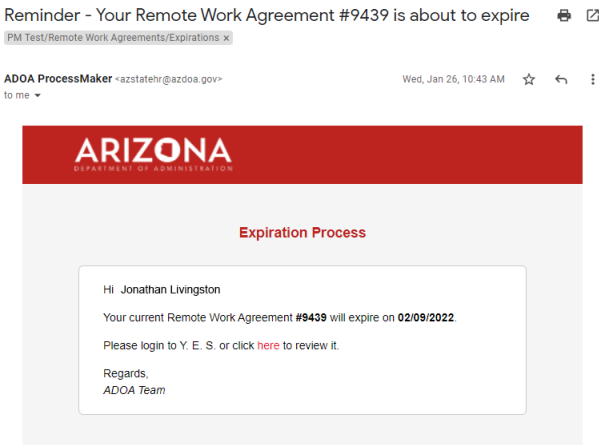 Reminder - Your Remote Work Agreement #9439 is about to expire
PM Test/Remote Work Agreements/Expirations x
ADOA ProcessMaker <azstatehr@azdoa.gov>
Wed, Jan 26, 10:43 AM
to me
ARIZONA
DEPARTMENT OF ADMINISTRATION
Expiration Process
Hi Jonathan Livingston
Your current Remote Work Agreement #9439 will expire on 02/09/2022.
Please login to Y. E. S. or click here to review it.
Regards,
ADOA Team